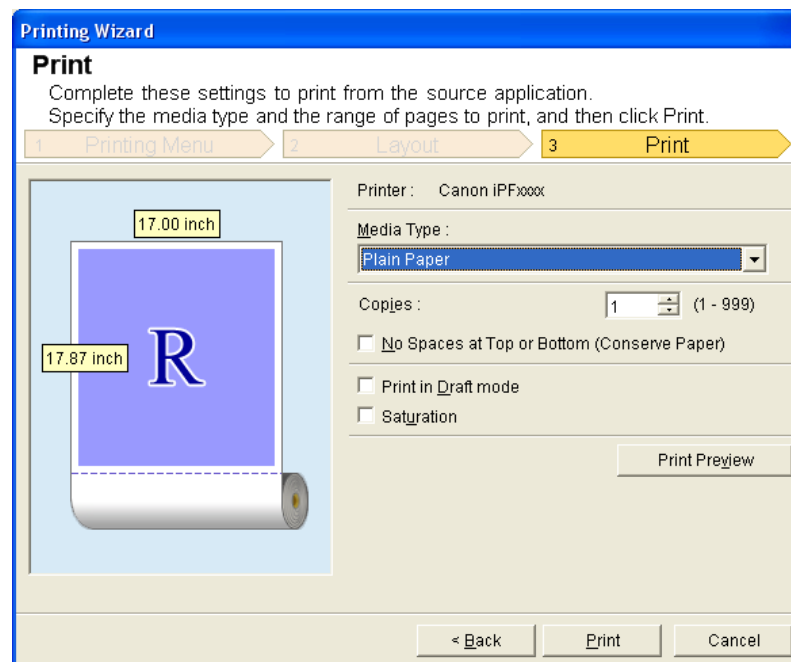 Printing Wizard
Print
Complete these settings to print from the source application.
Specify the media type and the range of pages to print, and then click Print.
1 Printing Menu 2 Layout 3 Print
17.00 inch
17.87 inch
R
Printer : Canon iPFxxxx
Media Type :
Plain Paper
Copies : 1 (1 - 999)
No Spaces at Top or Bottom (Conserve Paper)
Print in Draft mode
Saturation
Print Preview
< Back Print Cancel